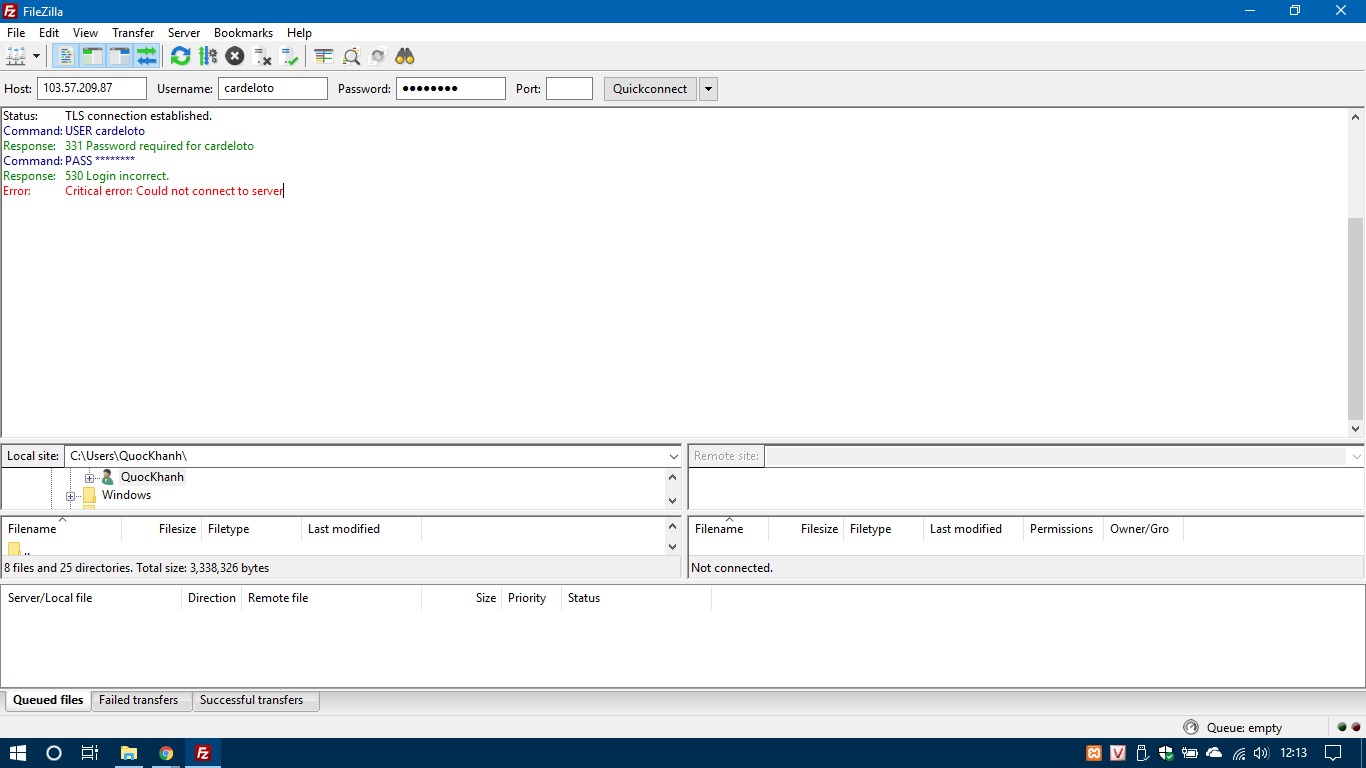 FileZilla
File Edit View Transfer Server Bookmarks Help
Host: 103.57.209.87 Username: cardeloto Password: ●●●●●●●● Port: Quickconnect
Status: TLS connection established.
Command: USER cardeloto
Response: 331 Password required for cardeloto
Command: PASS ********
Response: 530 Login incorrect.
Error: Critical error: Could not connect to server
Local site: C:\Users\QuocKhanh\
Remote site:
QuocKhanh
Windows
Filename Filesize Filetype Last modified
Filename Filesize Filetype Last modified Permissions Owner/Gro
..
8 files and 25 directories. Total size: 3,338,326 bytes
Not connected.
Server/Local file Direction Remote file Size Priority Status
Queued files Failed transfers Successful transfers
Queue: empty
12:13